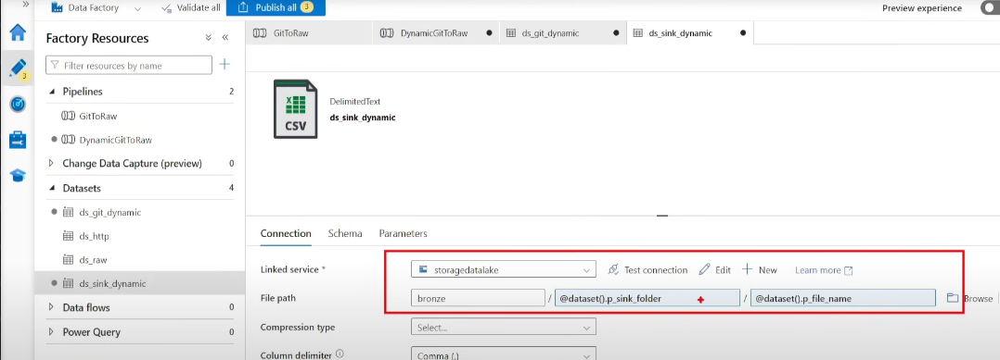 Data Factory
Validate all
Publish all 3
Preview experience
Factory Resources
GitToRaw
DynamicGitToRaw
ds_git_dynamic
ds_sink_dynamic
Filter resources by name
3
Pipelines 2
GitToRaw
DynamicGitToRaw
Change Data Capture (preview) 0
Datasets 4
ds_git_dynamic
ds_http
ds_raw
ds_sink_dynamic
Data flows 0
Power Query 0
CSV
DelimitedText
ds_sink_dynamic
Connection Schema Parameters
Linked service * storagedatalake Test connection Edit New Learn more
File path bronze / @dataset().p_sink_folder / @dataset().p_file_name Browse
Compression type Select...
Column delimiter Comma (,)